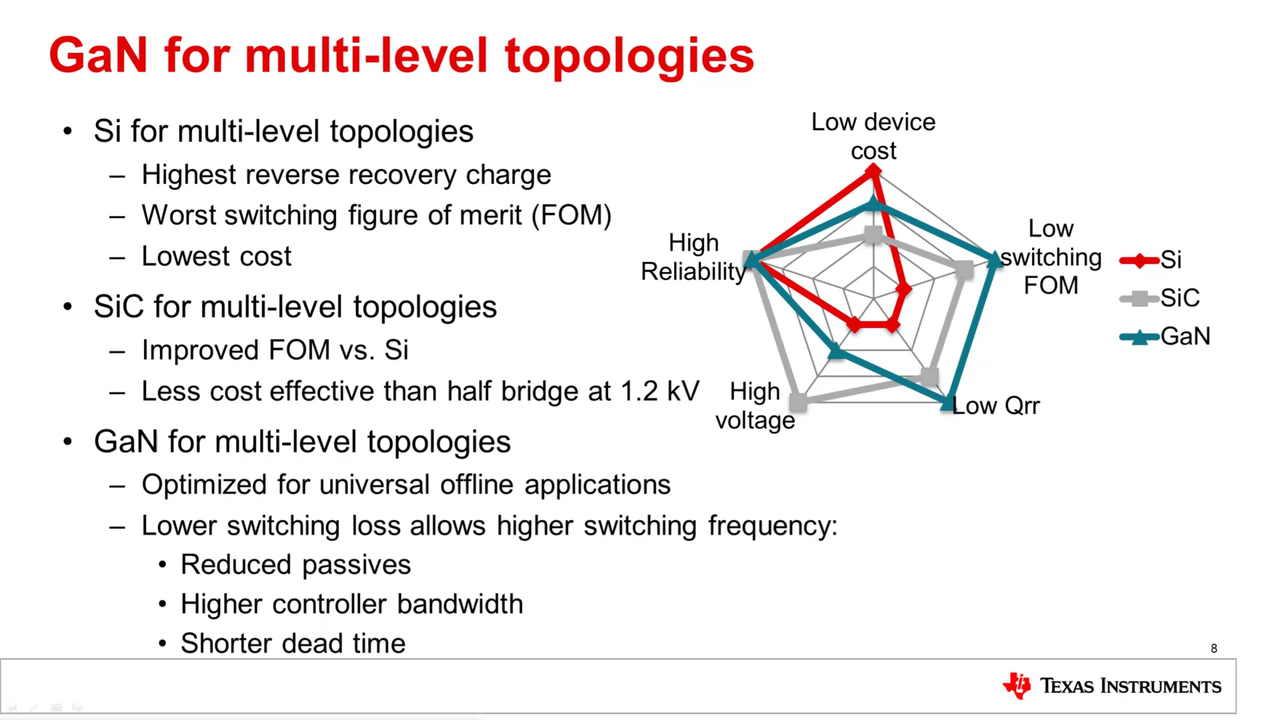 GaN for multi-level topologies
• Si for multi-level topologies
– Highest reverse recovery charge
– Worst switching figure of merit (FOM)
– Lowest cost
• SiC for multi-level topologies
– Improved FOM vs. Si
– Less cost effective than half bridge at 1.2 kV
• GaN for multi-level topologies
– Optimized for universal offline applications
– Lower switching loss allows higher switching frequency:
• Reduced passives
• Higher controller bandwidth
• Shorter dead time
Low device
cost
Low
switching
FOM
Low Qrr
High
voltage
High
Reliability
Si
SiC
GaN
8
TEXAS INSTRUMENTS